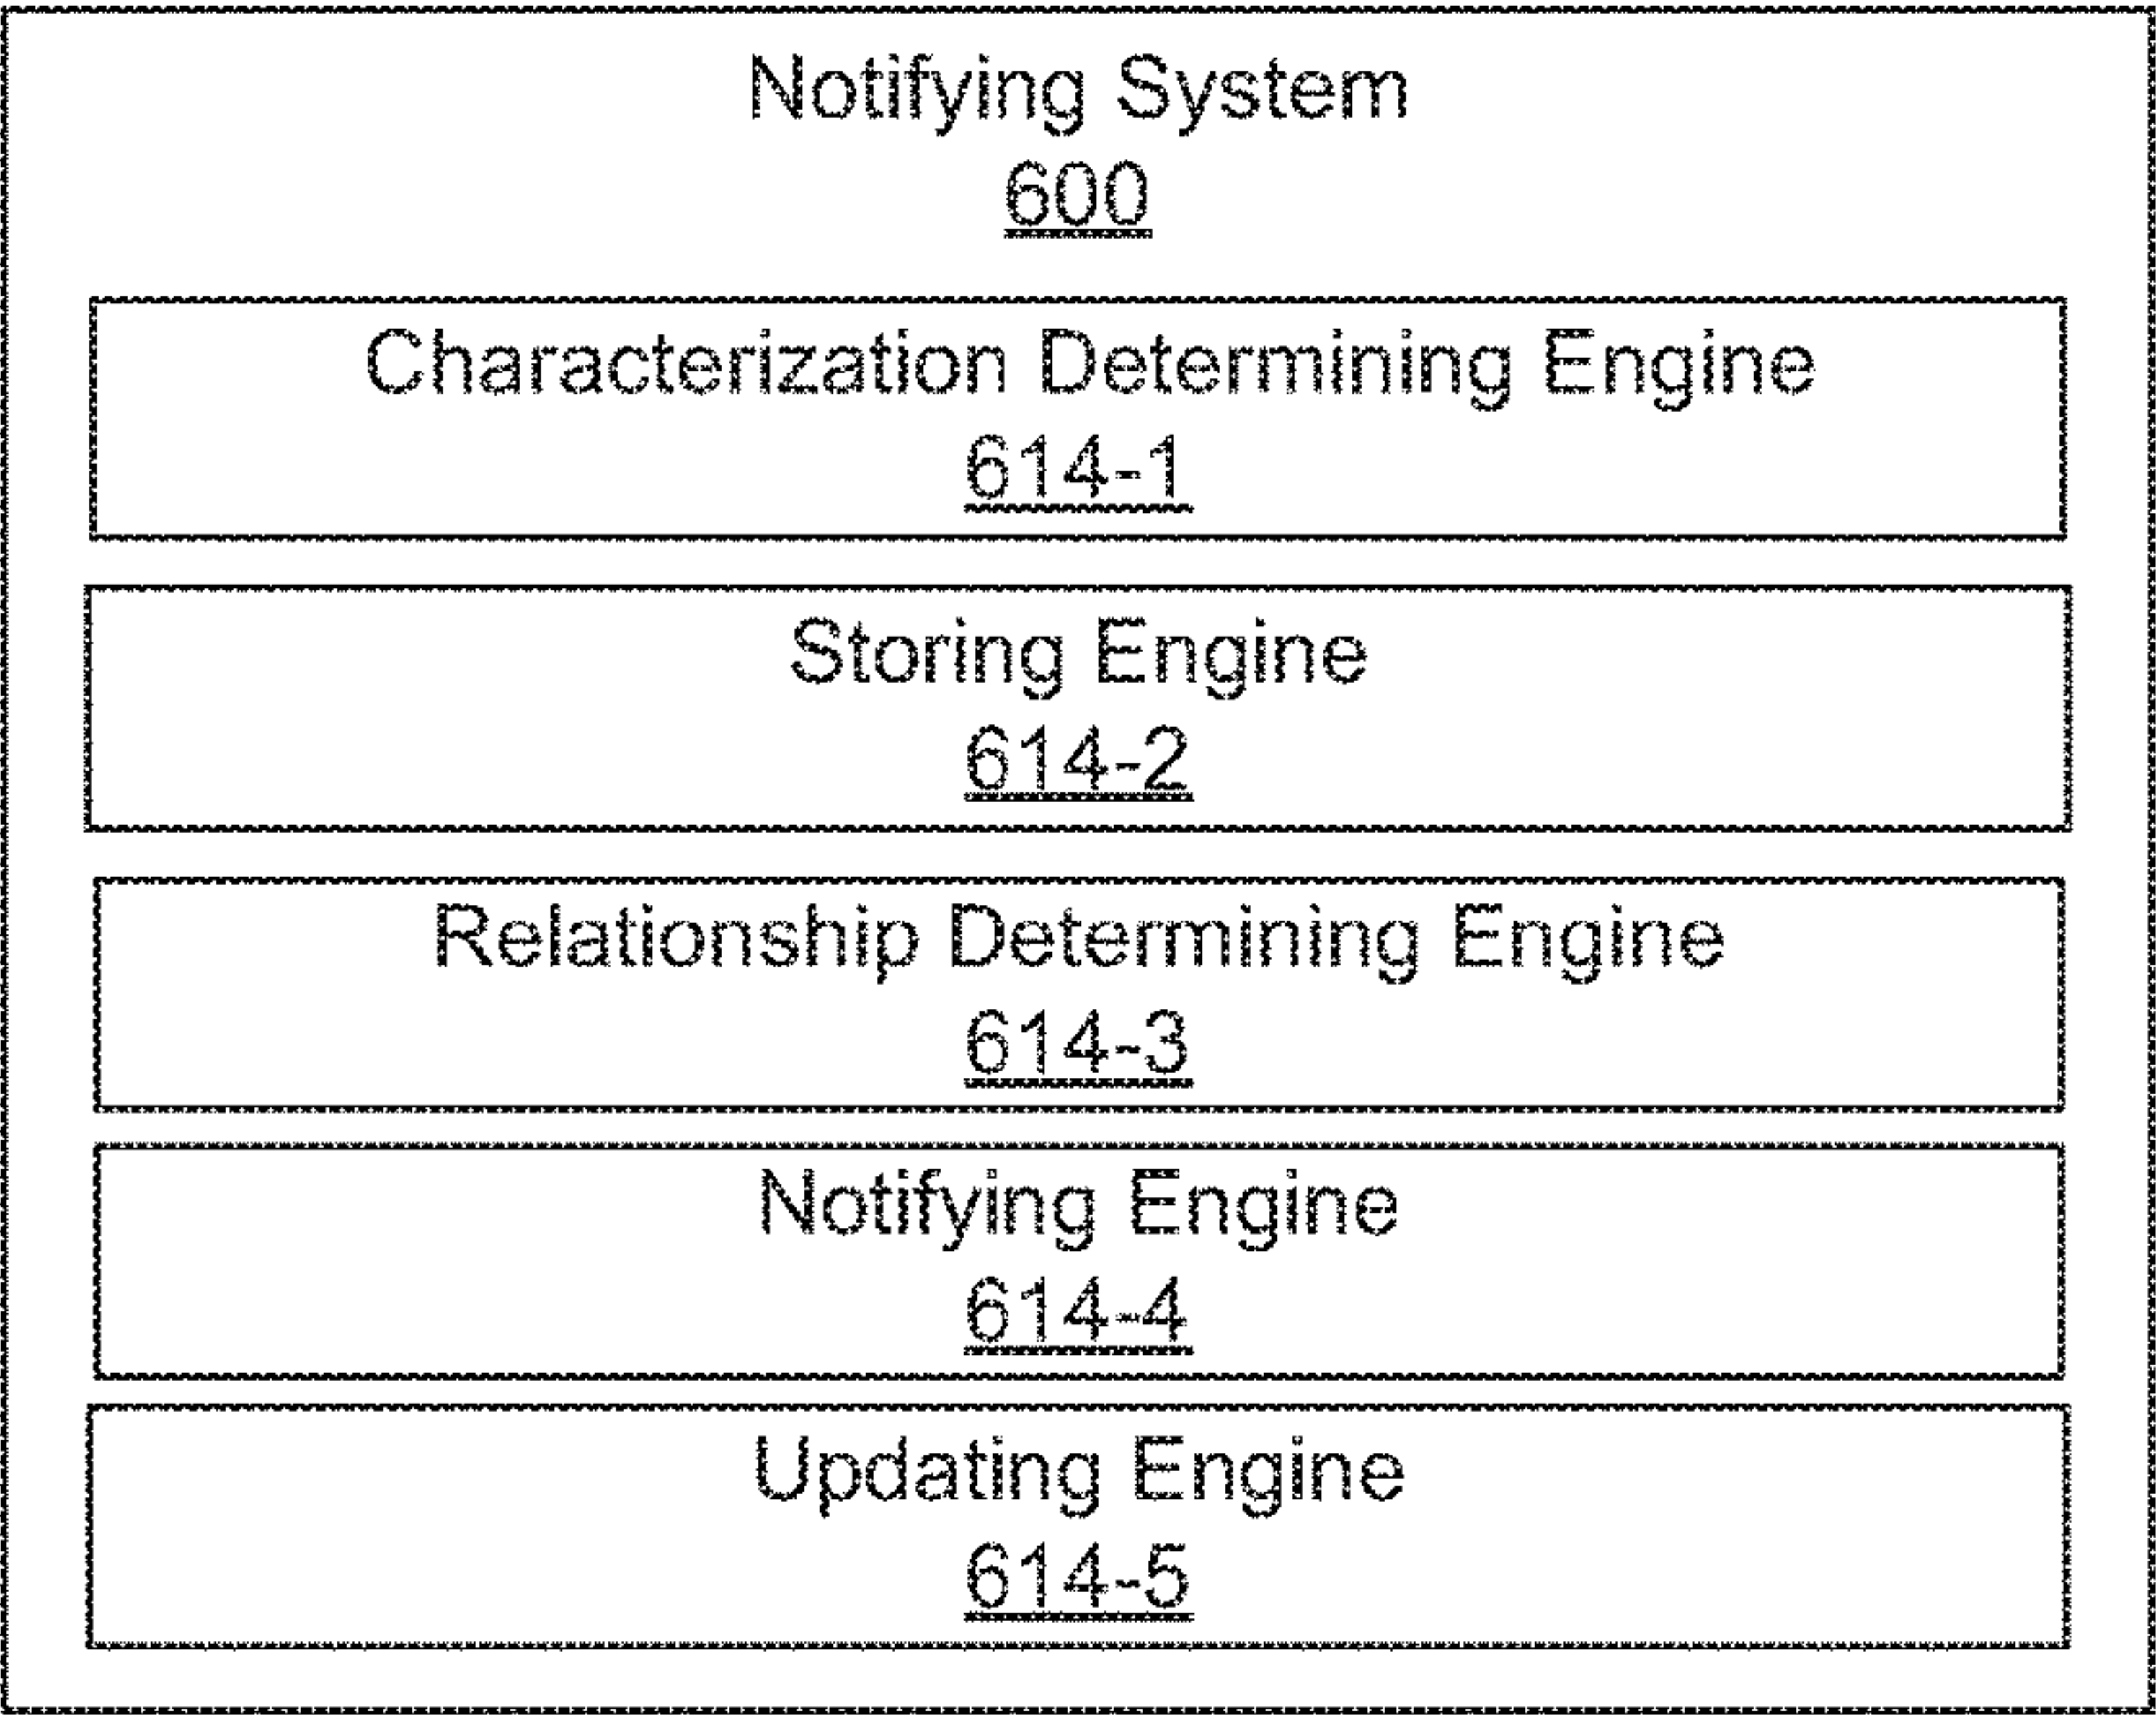 Notifying System
600
Characterization Determining Engine
614-1
Storing Engine
614-2
Relationship Determining Engine
614-3
Notifying Engine
614-4
Updating Engine
614-5